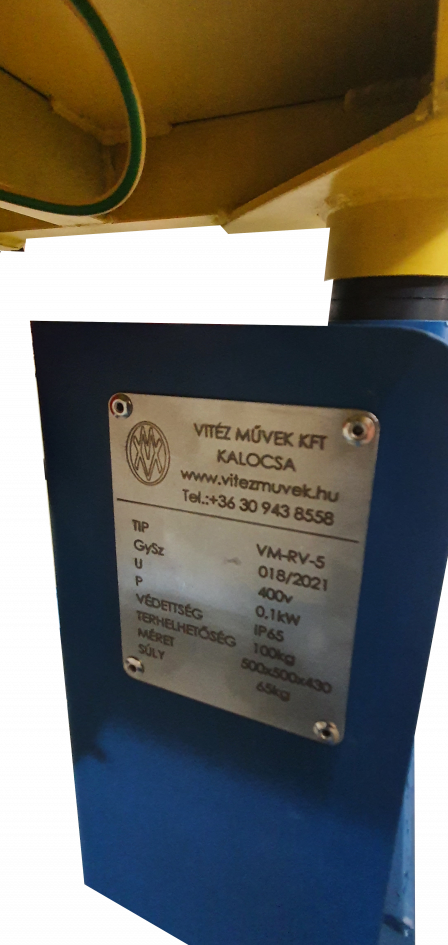 VITÉZ MŰVEK KFT
KALOCSA
www.vitezmuvek.hu
Tel.:+36 30 943 8558
TIP VM-RV-5
GySz 018/2021
U 400v
P 0.1kW
VÉDETTSÉG IP65
TERHELHETŐSÉG 100kg
MÉRET 500x500x430
SÚLY 65kg